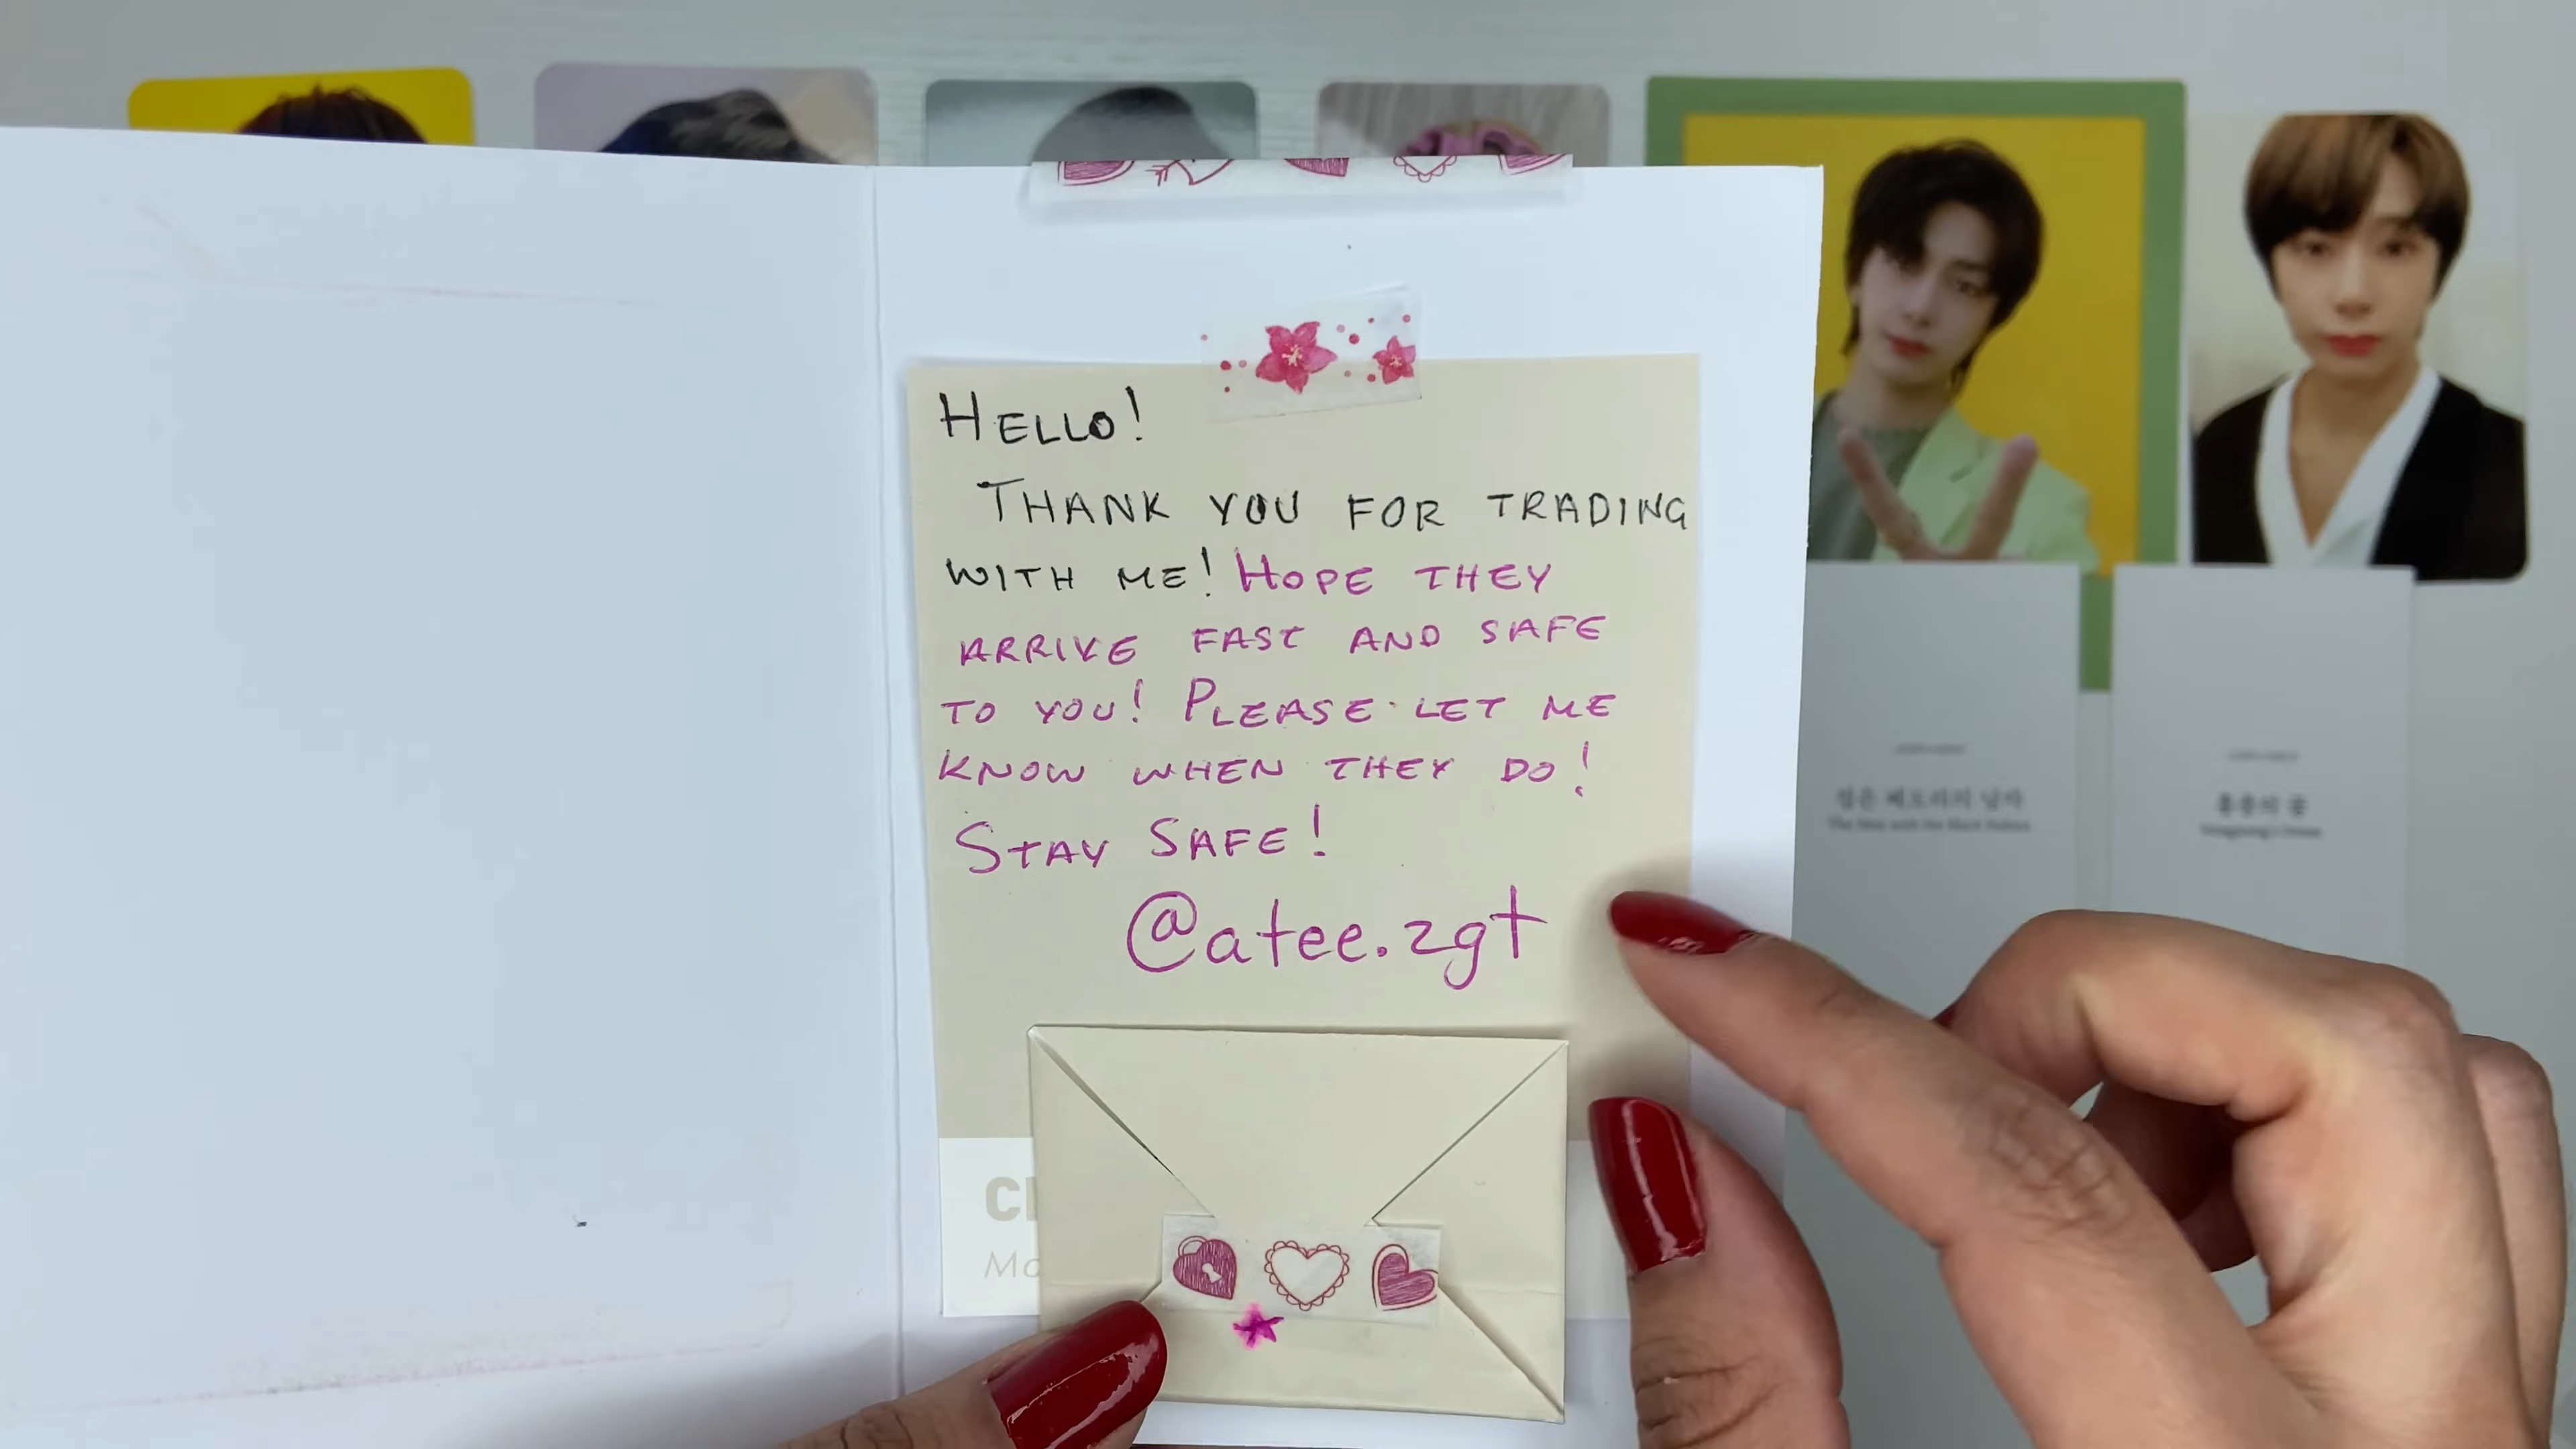 HELLO!
THANK YOU FOR TRADING
WITH ME! HOPE THEY
ARRIVE FAST AND SAFE
TO YOU! PLEASE LET ME
KNOW WHEN THEY DO!
STAY SAFE!
@atee.zgt